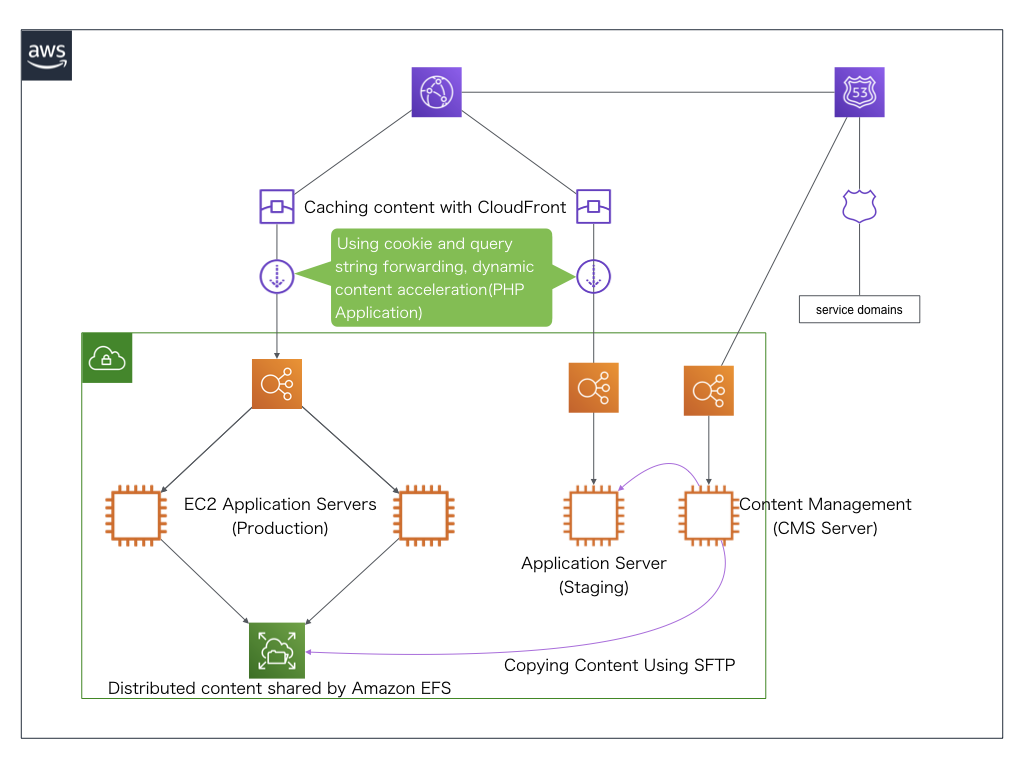 aws
53
Caching content with CloudFront
Using cookie and query
string forwarding, dynamic
content acceleration(PHP
Application)
service domains
EC2 Application Servers
(Production)
Content Management
(CMS Server)
Application Server
(Staging)
Copying Content Using SFTP
Distributed content shared by Amazon EFS